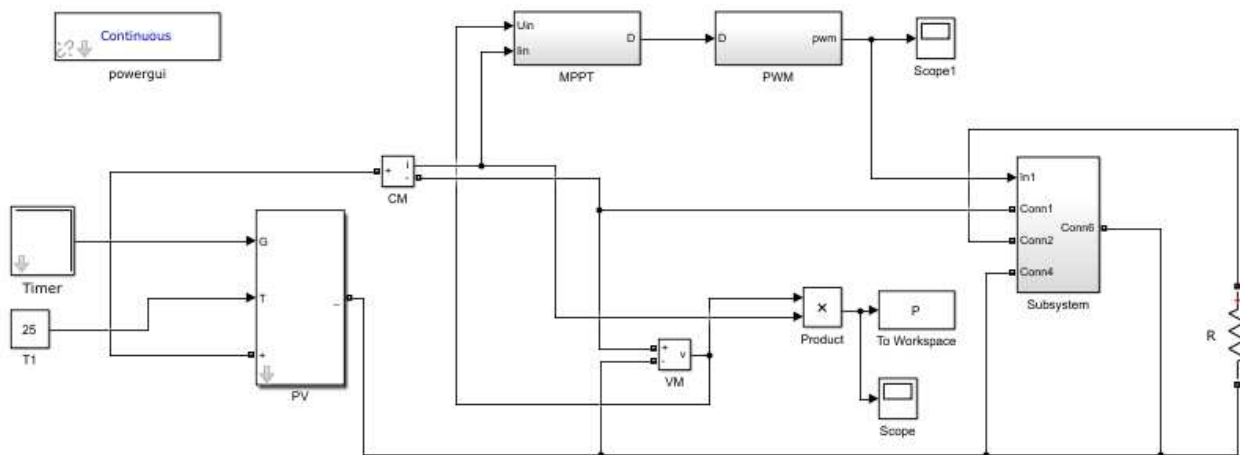 Continuous
powergui
Uin
Iin
D
MPPT
D
pwm
PWM
Scope1
+
i
-
CM
In1
Conn1
Conn2
Conn4
Conn6
Subsystem
Timer
25
T1
G
T
+
-
PV
+
-
v
VM
×
Product
P
To Workspace
Scope
+
R